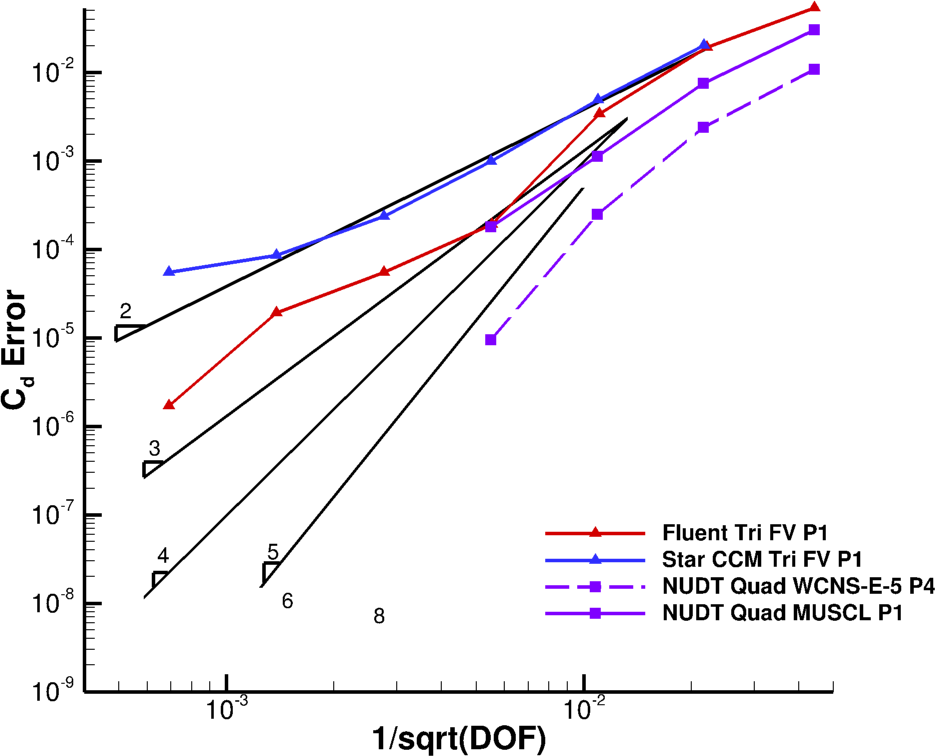 10⁻²
10⁻³
10⁻⁴
10⁻⁵
10⁻⁶
10⁻⁷
10⁻⁸
10⁻⁹
C_d Error
2
3
4
5
6
8
Fluent Tri FV P1
Star CCM Tri FV P1
NUDT Quad WCNS-E-5 P4
NUDT Quad MUSCL P1
10⁻³
10⁻²
1/sqrt(DOF)